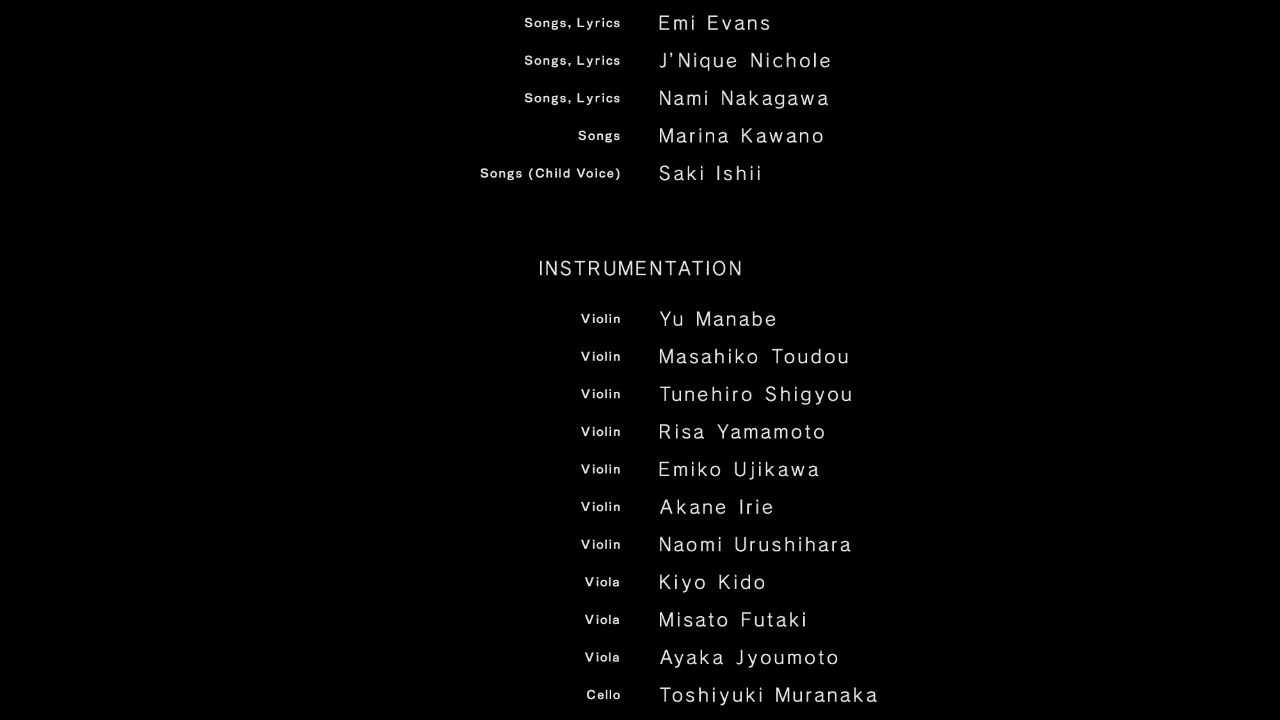 Songs, Lyrics Emi Evans
Songs, Lyrics J'Nique Nichole
Songs, Lyrics Nami Nakagawa
Songs Marina Kawano
Songs (Child Voice) Saki Ishii
INSTRUMENTATION
Violin Yu Manabe
Violin Masahiko Toudou
Violin Tunehiro Shigyou
Violin Risa Yamamoto
Violin Emiko Ujikawa
Violin Akane Irie
Violin Naomi Urushihara
Viola Kiyo Kido
Viola Misato Futaki
Viola Ayaka Jyoumoto
Cello Toshiyuki Muranaka